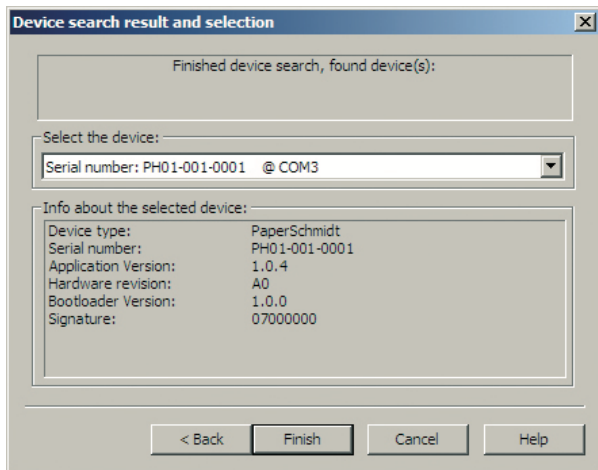 Device search result and selection
Finished device search, found device(s):
Select the device:
Serial number: PH01-001-0001 @ COM3
Info about the selected device:
Device type: PaperSchmidt
Serial number: PH01-001-0001
Application Version: 1.0.4
Hardware revision: A0
Bootloader Version: 1.0.0
Signature: 07000000
< Back Finish Cancel Help